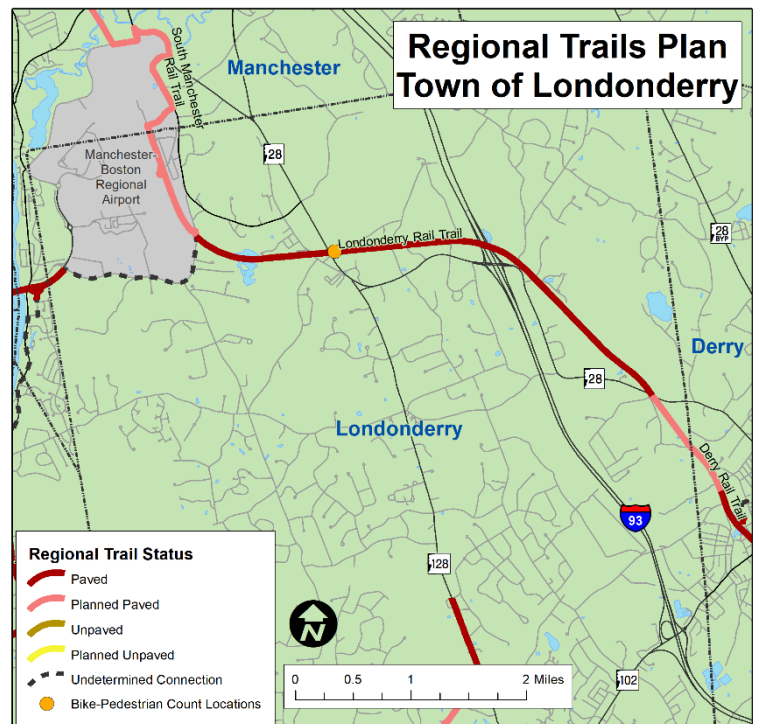 Regional Trails Plan
Town of Londonderry
South Manchester
Rail Trail
Manchester
Manchester-
Boston
Regional
Airport
28
Londonderry Rail Trail
28
BYP
Derry
28
Londonderry
Derry Rail Trail
93
128
102
Regional Trail Status
Paved
Planned Paved
Unpaved
Planned Unpaved
Undetermined Connection
Bike-Pedestrian Count Locations
N
0 0.5 1 2 Miles